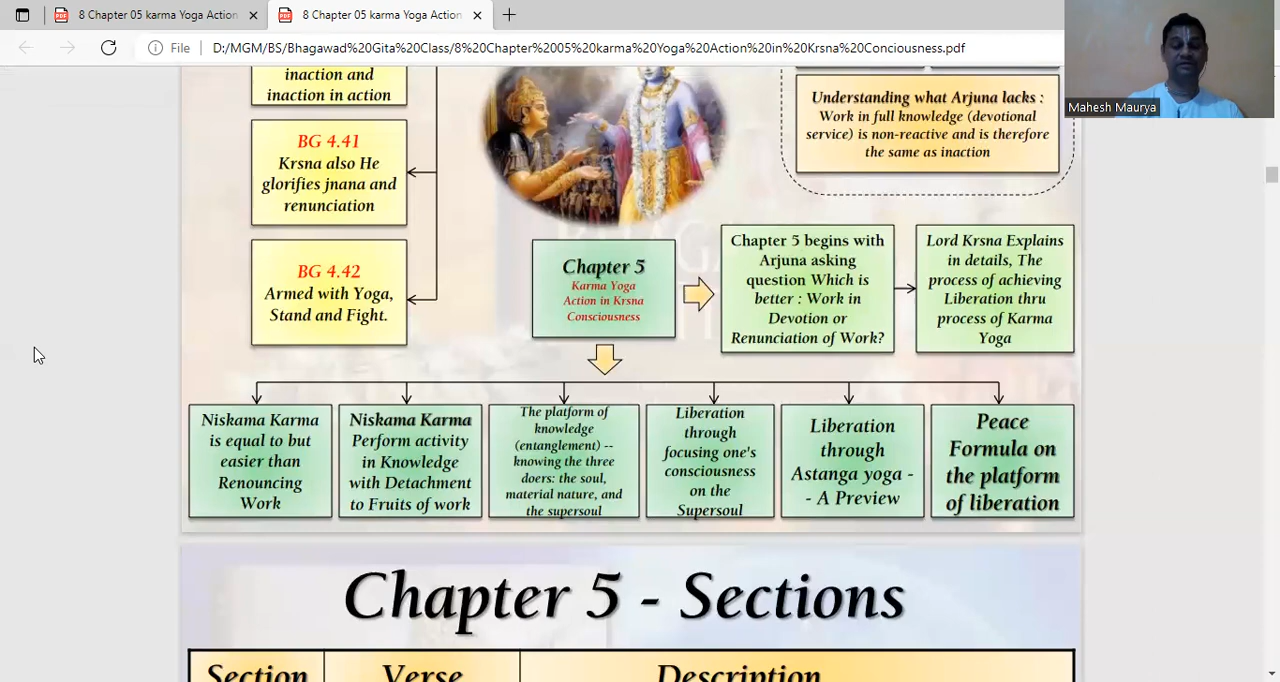 8 Chapter 05 karma Yoga Action
8 Chapter 05 karma Yoga Action
File
D:/MGM/BS/Bhagawad%20Gita%20Class/8%20Chapter%2005%20karma%20Yoga%20Action%20in%20Krsna%20Conciousness.pdf
Mahesh Maurya
inaction and
inaction in action
BG 4.41
Krsna also He
glorifies jnana and
renunciation
BG 4.42
Armed with Yoga,
Stand and Fight.
Understanding what Arjuna lacks :
Work in full knowledge (devotional
service) is non-reactive and is therefore
the same as inaction
Chapter 5
Karma Yoga
Action in Krsna
Consciousness
Chapter 5 begins with
Arjuna asking
question Which is
better : Work in
Devotion or
Renunciation of Work?
Lord Krsna Explains
in details, The
process of achieving
Liberation thru
process of Karma
Yoga
Niskama Karma
is equal to but
easier than
Renouncing
Work
Niskama Karma
Perform activity
in Knowledge
with Detachment
to Fruits of work
The platform of
knowledge
(entanglement) --
knowing the three
doers: the soul,
material nature, and
the supersoul
Liberation
through
focusing one's
consciousness
on the
Supersoul
Liberation
through
Astanga yoga -
- A Preview
Peace
Formula on
the platform
of liberation
Chapter 5 - Sections
Section
Verse
Description